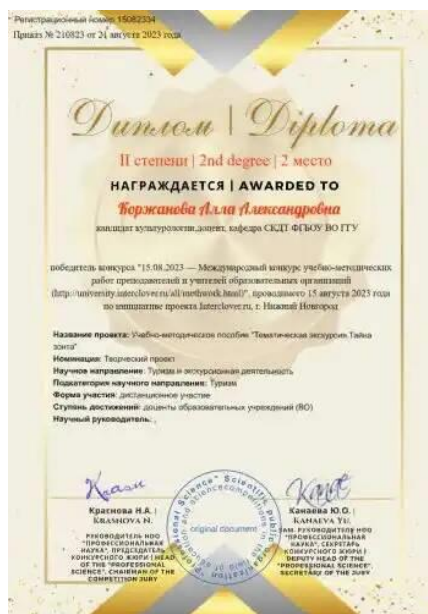 Регистрационный номер 15082334
Приказ № 210823 от 21 августа 2023 года
Диплом | Diploma
II степени | 2nd degree | 2 место
НАГРАЖДАЕТСЯ | AWARDED TO
Коржанова Алла Александровна
кандидат культурологии,доцент, кафедра СКДТ ФГБОУ ВО ГГУ
победитель конкурса "15.08.2023 — Международный конкурс учебно-методических
работ преподавателей и учителей образовательных организаций
(http://university.interclover.ru/all/methwork.html)", проводимого 15 августа 2023 года
по инициативе проекта Interclover.ru, г. Нижний Новгород
Название проекта: Учебно-методическое пособие "Тематическая экскурсия Тайна
зонта"
Номинация: Творческий проект
Научное направление: Туризм и экскурсионная деятельность
Подкатегория научного направления: Туризм
Форма участия: дистанционное участие
Ступень достижений: доценты образовательных учреждений (ВО)
Научный руководитель: ,
Краснова Н.А. |
KRASNOVA N.
РУКОВОДИТЕЛЬ НОО
"ПРОФЕССИОНАЛЬНАЯ
НАУКА", ПРЕДСЕДАТЕЛЬ
КОНКУРСНОГО ЖЮРИ | HEAD
OF THE "PROFESSIONAL
SCIENCE", CHAIRMAN OF THE
COMPETITION JURY
original document
Канаева Ю.О. |
KANAEVA YU.
ЗАМ. РУКОВОДИТЕЛЯ НОО
"ПРОФЕССИОНАЛЬНАЯ
НАУКА", СЕКРЕТАРЬ
КОНКУРСНОГО ЖЮРИ |
DEPUTY HEAD OF THE
"PROFESSIONAL SCIENCE",
SECRETARY OF THE JURY